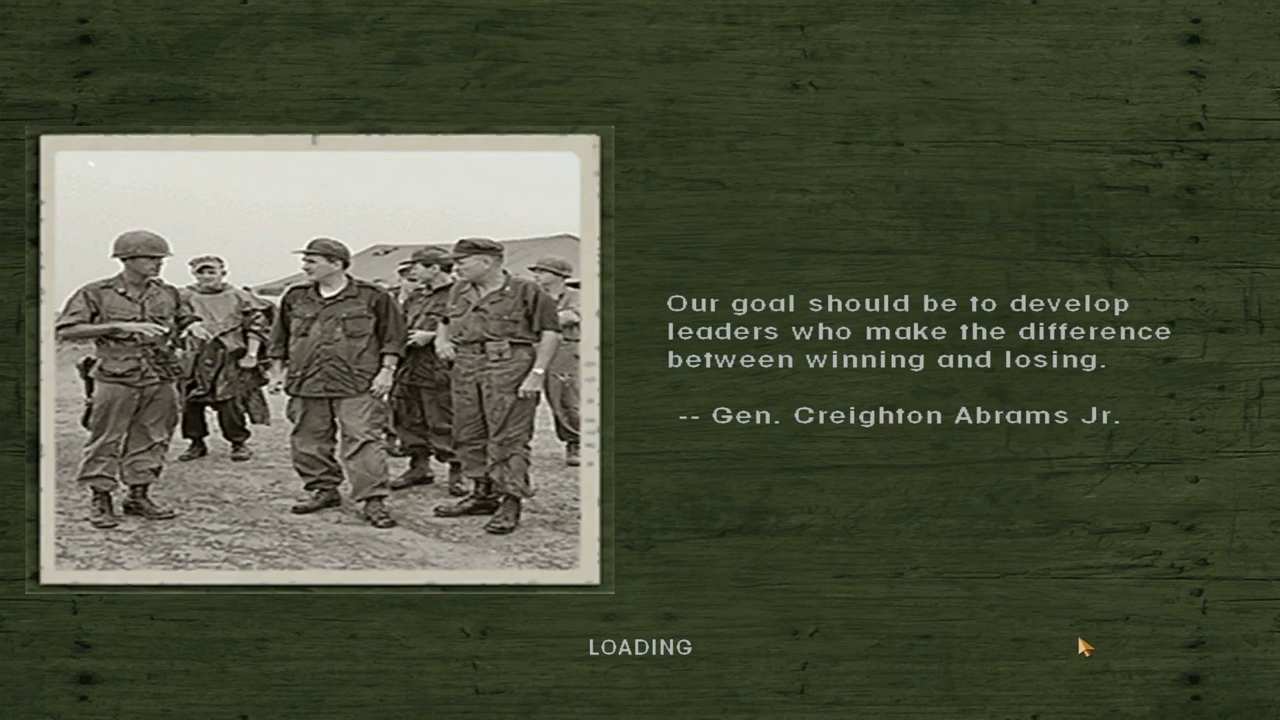 Our goal should be to develop
leaders who make the difference
between winning and losing.
-- Gen. Creighton Abrams Jr.
LOADING